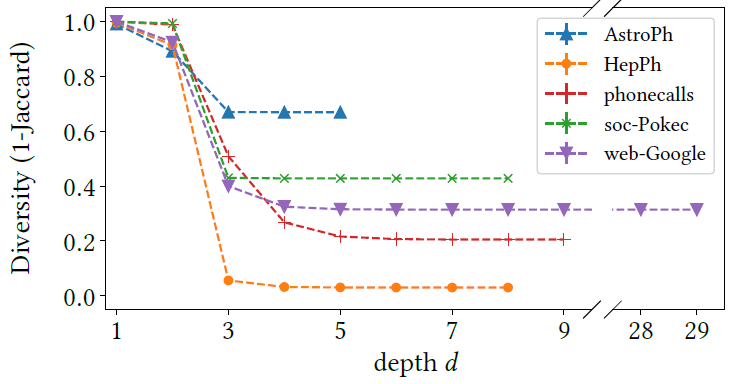 Diversity (1-Jaccard)
1.0
0.8
0.6
0.4
0.2
0.0
AstroPh
HepPh
phonecalls
soc-Pokec
web-Google
1 3 5 7 9 28 29
depth d